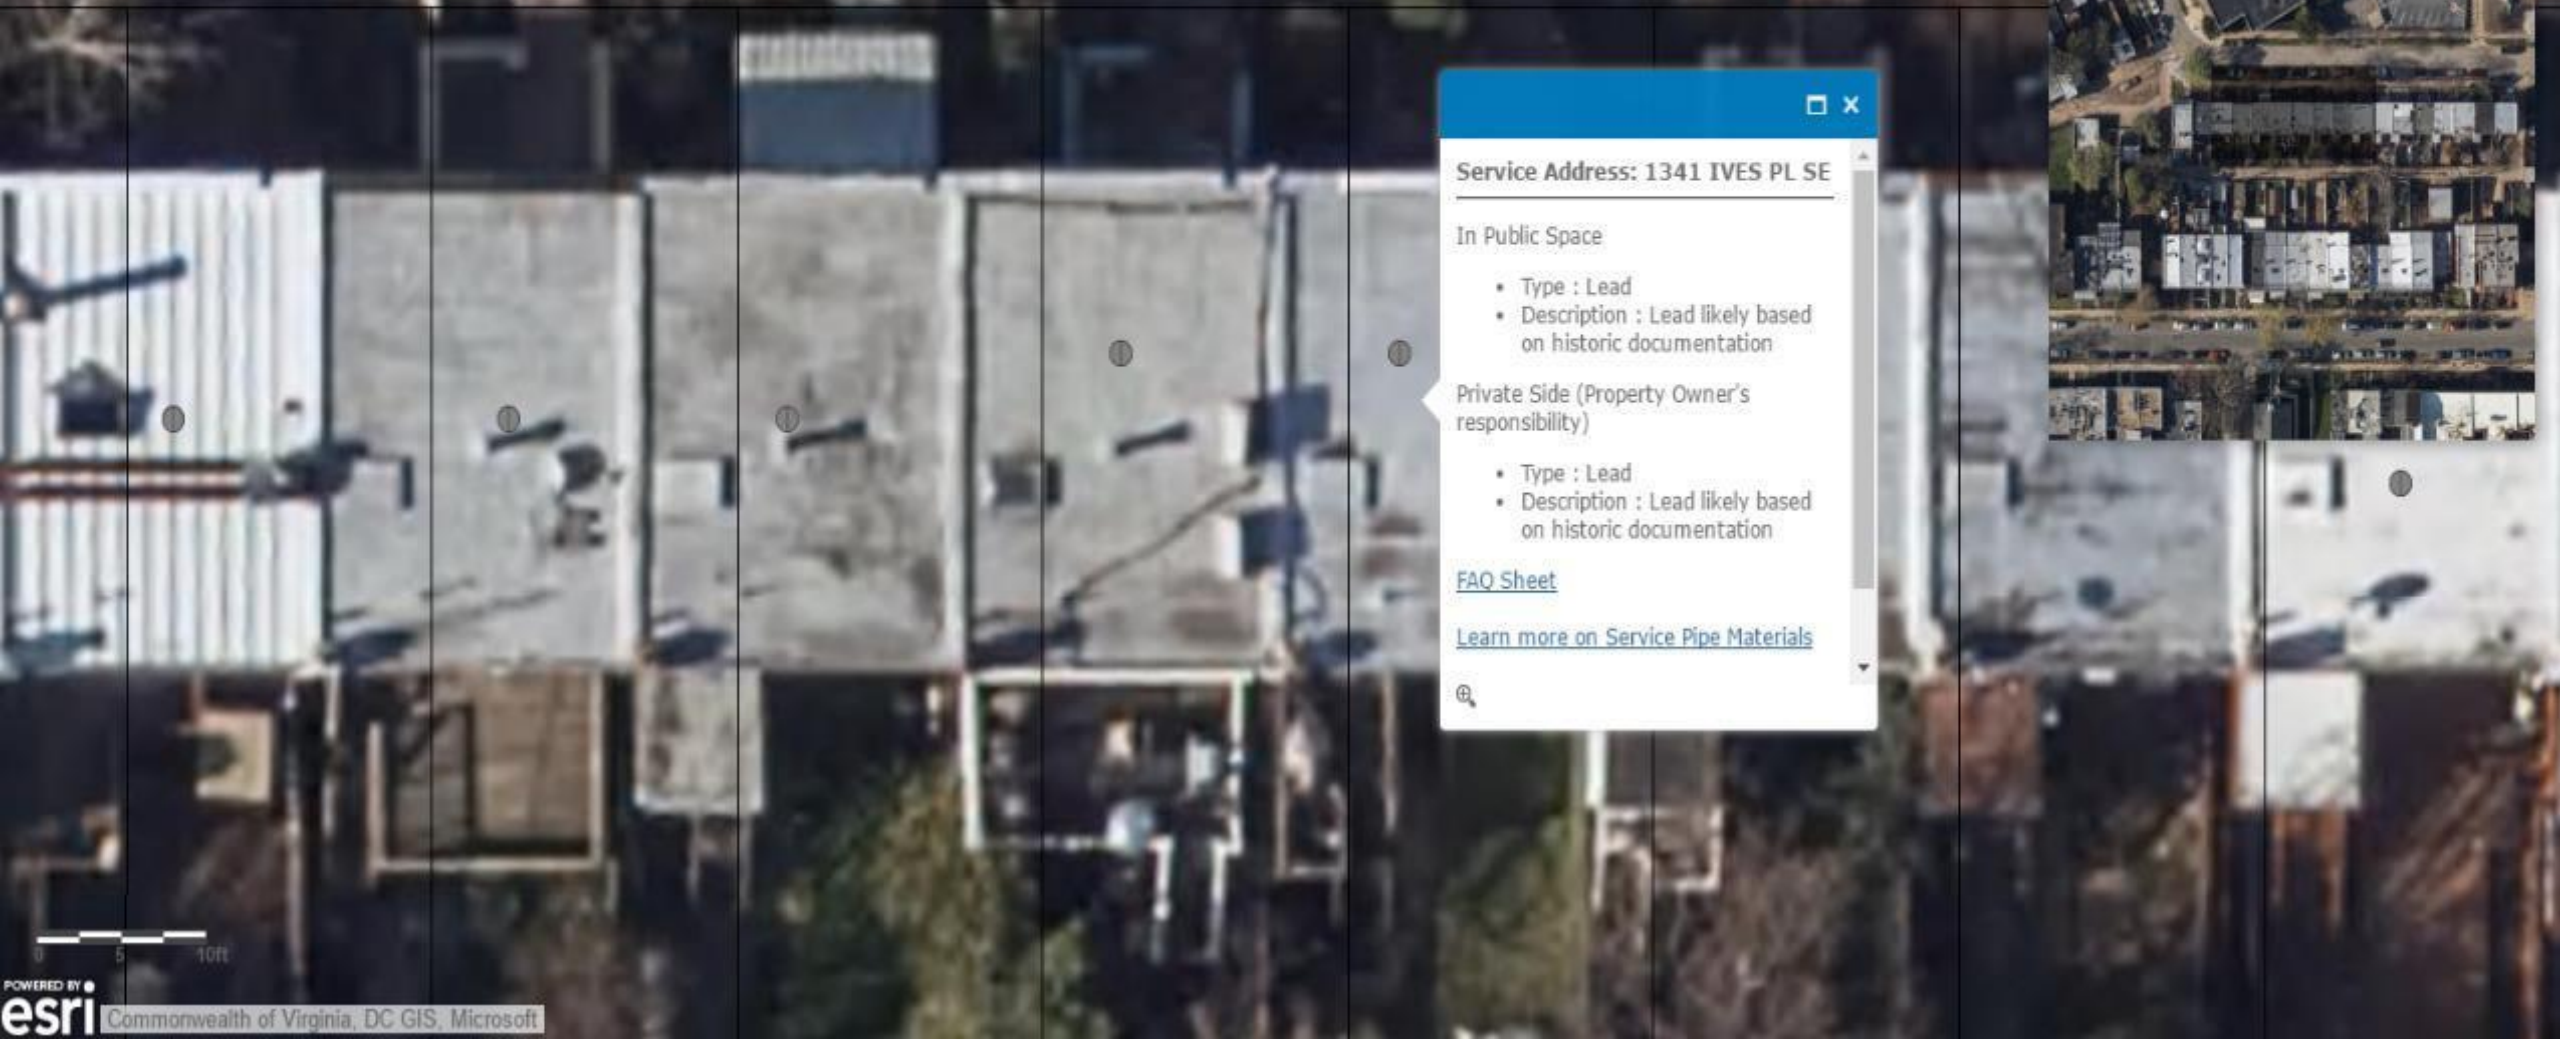 Service Address: 1341 IVES PL SE
In Public Space
• Type : Lead
• Description : Lead likely based
on historic documentation
Private Side (Property Owner's
responsibility)
• Type : Lead
• Description : Lead likely based
on historic documentation
FAQ Sheet
Learn more on Service Pipe Materials
0 5 10ft
POWERED BY
esri
Commonwealth of Virginia, DC GIS, Microsoft